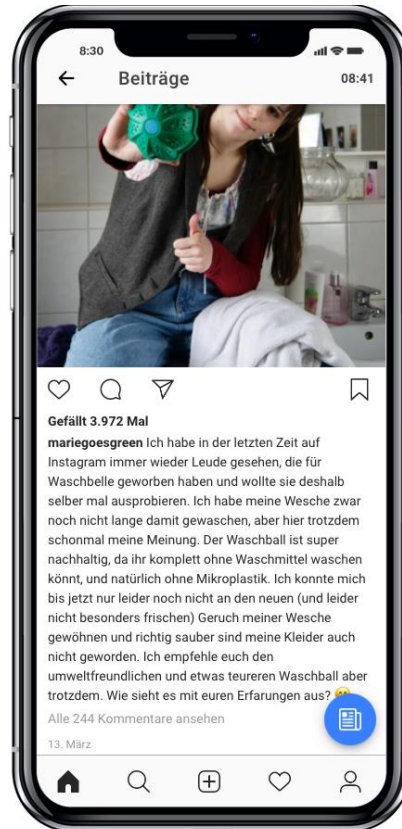 8:30
Beiträge
08:41
Gefällt 3.972 Mal
mariegoesgreen Ich habe in der letzten Zeit auf
Instagram immer wieder Leude gesehen, die für
Waschbelle geworben haben und wollte sie deshalb
selber mal ausprobieren. Ich habe meine Wesche zwar
noch nicht lange damit gewaschen, aber hier trotzdem
schonmal meine Meinung. Der Waschball ist super
nachhaltig, da ihr komplett ohne Waschmittel waschen
könnt, und natürlich ohne Mikroplastik. Ich konnte mich
bis jetzt nur leider noch nicht an den neuen (und leider
nicht besonders frischen) Geruch meiner Wesche
gewöhnen und richtig sauber sind meine Kleider auch
nicht geworden. Ich empfehle euch den
umweltfreundlichen und etwas teureren Waschball aber
trotzdem. Wie sieht es mit euren Erfarungen aus?
Alle 244 Kommentare ansehen
13. März